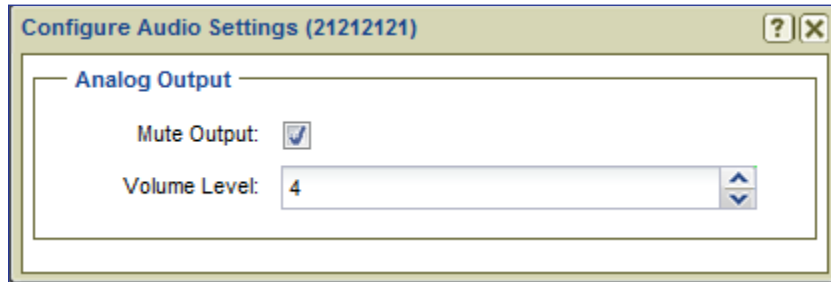 Configure Audio Settings (21212121) ?
Analog Output
Mute Output:
Volume Level: 4